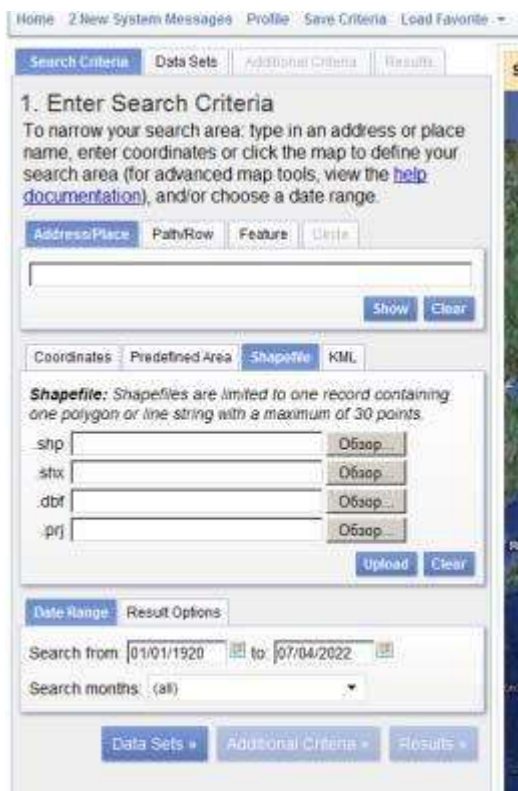 Home 2 New System Messages Profile Save Criteria Load Favorite
Search Criteria Data Sets Additional Criteria Results
1. Enter Search Criteria
To narrow your search area: type in an address or place
name, enter coordinates or click the map to define your
search area (for advanced map tools, view the help
documentation), and/or choose a date range.
Address/Place Path/Row Feature Circle
Show Clear
Coordinates Predefined Area Shapefile KML
Shapefile: Shapefiles are limited to one record containing
one polygon or line string with a maximum of 30 points.
.shp Обзор...
.shx Обзор...
.dbf Обзор...
.prj Обзор...
Upload Clear
Date Range Result Options
Search from: 01/01/1920 to: 07/04/2022
Search months: (all)
Data Sets » Additional Criteria » Results »